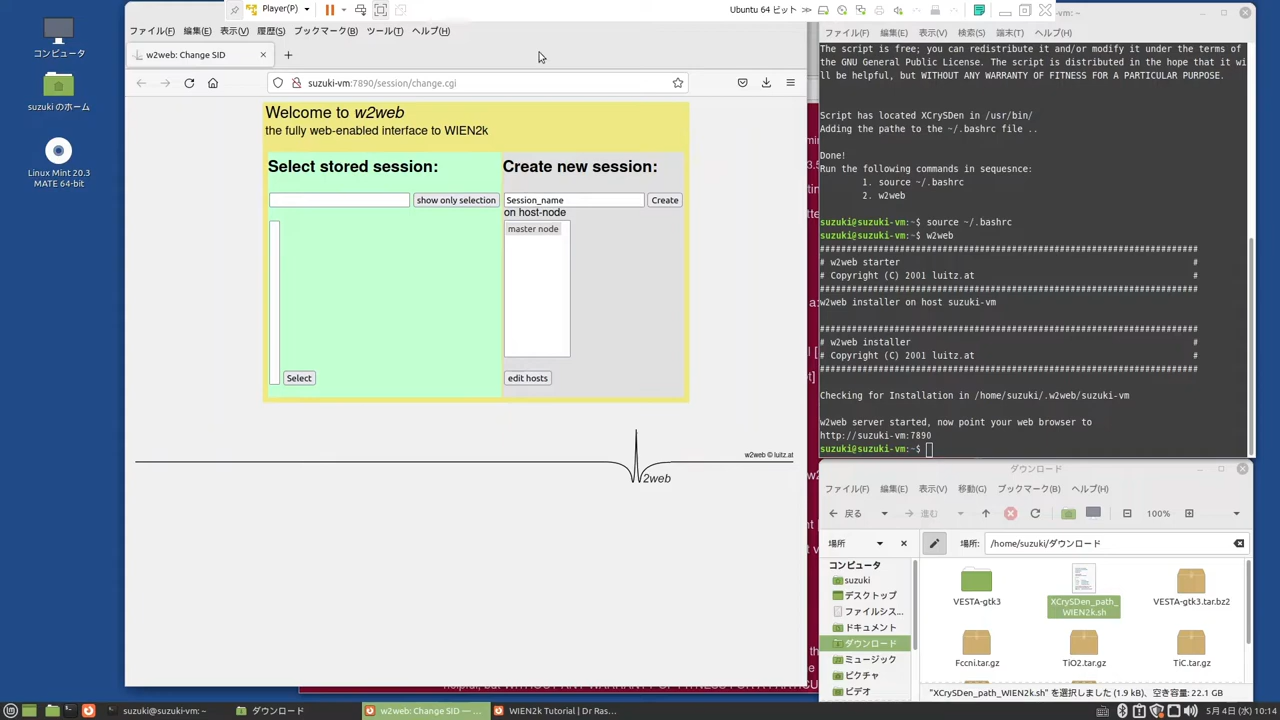 Player(P)
Ubuntu 64 ビット
コンピュータ
suzuki のホーム
Linux Mint 20.3
MATE 64-bit
ファイル(F) 編集(E) 表示(V) 履歴(S) ブックマーク(B) ツール(T) ヘルプ(H)
w2web: Change SID
suzuki-vm:7890/session/change.cgi
Welcome to w2web
the fully web-enabled interface to WIEN2k
Select stored session:
show only selection
Select
Create new session:
Session_name
Create
on host-node
master node
edit hosts
w2web © luitz.at
2web
-vm: ~
ファイル(F) 編集(E) 表示(V) 検索(S) 端末(T) ヘルプ(H)
The script is free; you can redistribute it and/or modify it under the terms of
the GNU General Public License. The script is distributed in the hope that it wi
ll be helpful, but WITHOUT ANY WARRANTY OF FITNESS FOR A PARTICULAR PURPOSE.
Script has located XCrySDen in /usr/bin/
Adding the pathe to the ~/.bashrc file ..
Done!
Run the following commands in sequesnce:
1. source ~/.bashrc
2. w2web
suzuki@suzuki-vm:~$ source ~/.bashrc
suzuki@suzuki-vm:~$ w2web
###########################################################################
# w2web starter #
# Copyright (C) 2001 luitz.at #
###########################################################################
w2web installer on host suzuki-vm
###########################################################################
# w2web installer #
# Copyright (C) 2001 luitz.at #
###########################################################################
Checking for Installation in /home/suzuki/.w2web/suzuki-vm
w2web server started, now point your web browser to
http://suzuki-vm:7890
suzuki@suzuki-vm:~$
ダウンロード
ファイル(F) 編集(E) 表示(V) 移動(G) ブックマーク(B) ヘルプ(H)
戻る 進む 100%
場所 場所: /home/suzuki/ダウンロード
コンピュータ
suzuki
デスクトップ
ファイルシス...
ドキュメント
ダウンロード
ミュージック
ピクチャ
ビデオ
VESTA-gtk3
XCrySDen_path_
WIEN2k.sh
VESTA-gtk3.tar.bz2
Fccni.tar.gz
TiO2.tar.gz
TiC.tar.gz
"XCrySDen_path_WIEN2k.sh" を選択しました (1.9 kB)、空き容量: 22.1 GB
suzuki@suzuki-vm: ~
ダウンロード
w2web: Change SID — ...
WIEN2k Tutorial | Dr Ras...
5月 4日 (水) 10:14